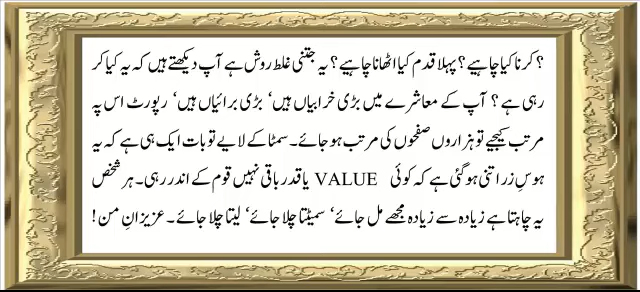 ؟ کرنا کیا چاہیے؟ پہلا قدم کیا اٹھانا چاہیے؟ یہ جتنی غلط روش ہے آپ دیکھتے ہیں کہ یہ کیا کر
رہی ہے؟ آپ کے معاشرے میں بڑی خرابیاں ہیں‘ بڑی برائیاں ہیں‘ رپورٹ اس پہ
مرتب کیجیے تو ہزاروں صفحوں کی مرتب ہو جائے۔ سمٹا کے لایے تو بات ایک ہی ہے کہ یہ
ہوسِ زر اتنی ہو گئی ہے کہ کوئی VALUE یا قدر باقی نہیں قوم کے اندر رہی۔ ہر شخص
یہ چاہتا ہے زیادہ سے زیادہ مجھے مل جائے‘ سمیٹتا چلا جائے‘ لیتا چلا جائے۔ عزیزانِ من!